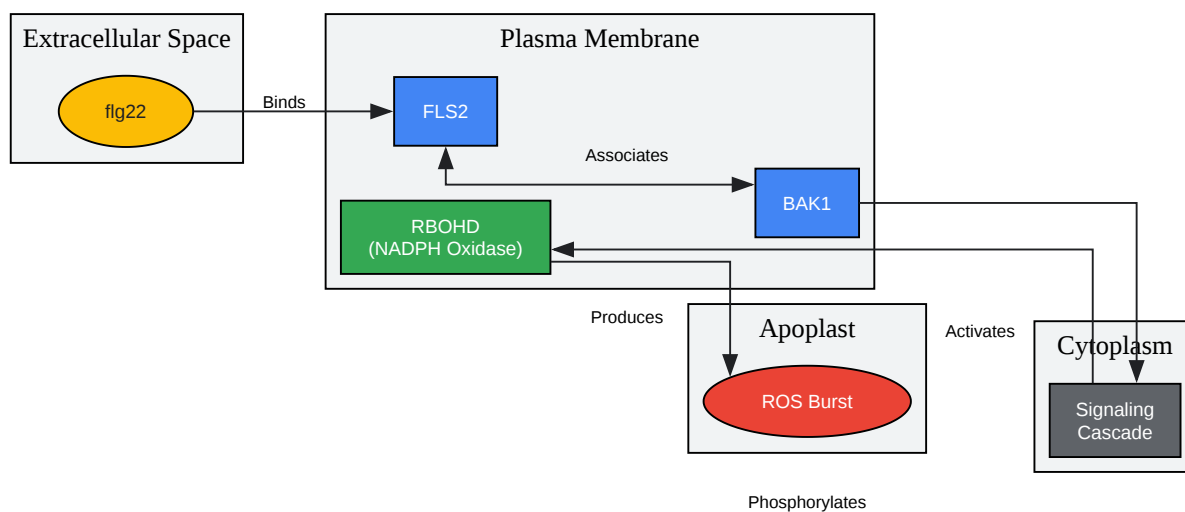 Extracellular Space
Plasma Membrane
flg22
Binds
FLS2
Associates
BAK1
RBOHD
(NADPH Oxidase)
Produces
Apoplast
Activates
Cytoplasm
ROS Burst
Signaling
Cascade
Phosphorylates